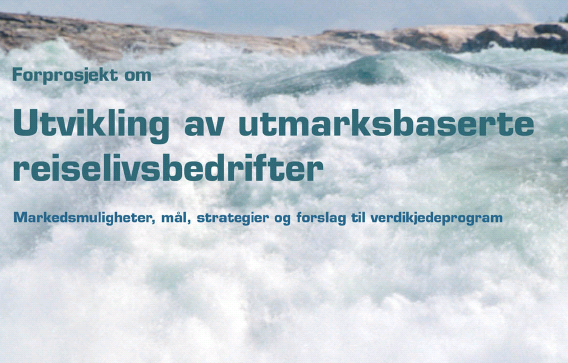 Forprosjekt om
Utvikling av utmarksbaserte
reiselivsbedrifter
Markedsmuligheter, mål, strategier og forslag til verdikjedeprogram